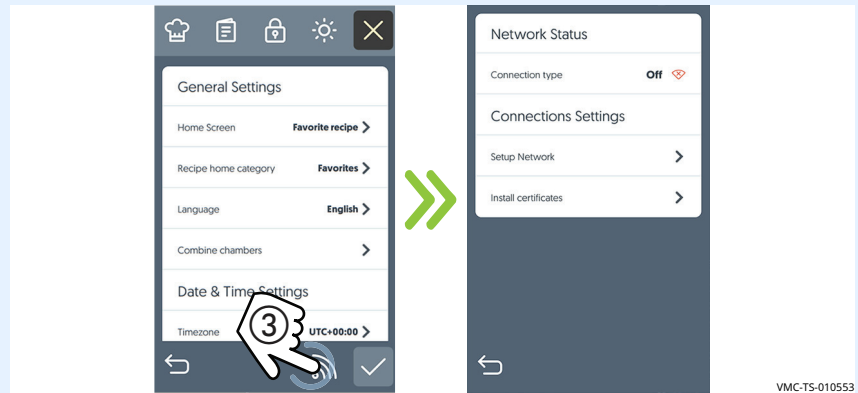 General Settings
Home Screen Favorite recipe
Recipe home category Favorites
Language English
Combine chambers
Date & Time Settings
Timezone UTC+00:00
3
Network Status
Connection type Off
Connections Settings
Setup Network
Install certificates
VMC-TS-010553